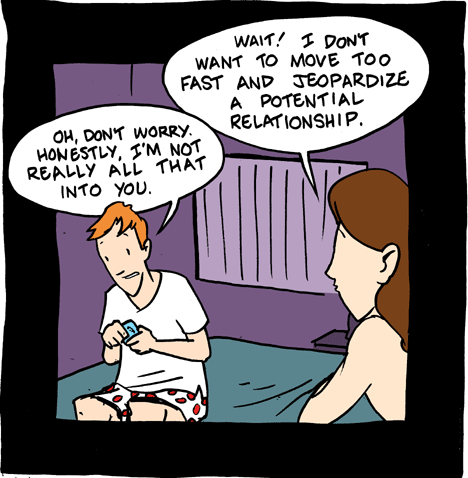 WAIT! I DON'T
WANT TO MOVE TOO
FAST AND JEOPARDIZE
A POTENTIAL
RELATIONSHIP.
OH, DON'T WORRY.
HONESTLY, I'M NOT
REALLY ALL THAT
INTO YOU.